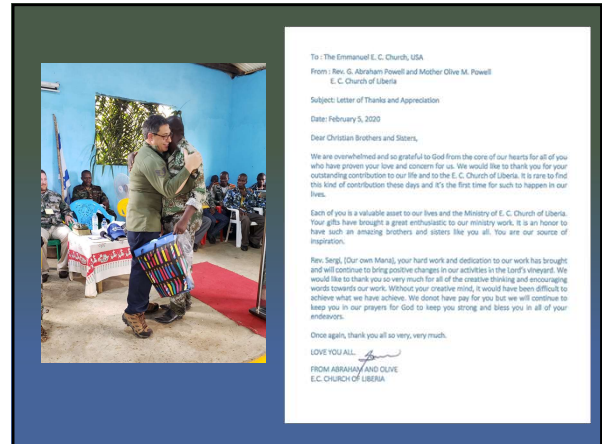 To : The Emmanuel E. C. Church, USA
From : Rev. G. Abraham Powell and Mother Olive M. Powell
E. C. Church of Liberia
Subject: Letter of Thanks and Appreciation
Date: February 5, 2020
Dear Christian Brothers and Sisters,
We are overwhelmed and so grateful to God from the core of our hearts for all of you
who have proven your love and concern for us. We would like to thank you for your
outstanding contribution to our life and to the E. C. Church of Liberia. It is rare to find
this kind of contribution these days and it's the first time for such to happen in our
lives.
Each of you is a valuable asset to our lives and the Ministry of E. C. Church of Liberia.
Your gifts have brought a great enthusiastic to our ministry work. It is an honor to
have such an amazing brothers and sisters like you all. You are our source of
inspiration.
Rev. Sergi, (Our own Mana), your hard work and dedication to our work has brought
and will continue to bring positive changes in our activities in the Lord's vineyard. We
would like to thank you so very much for all of the creative thinking and encouraging
words towards our work. Without your creative mind, it would have been difficult to
achieve what we have achieve. We donot have pay for you but we will continue to
keep you in our prayers for God to keep you strong and bless you in all of your
endeavors.
Once again, thank you all so very, very much.
LOVE YOU ALL.
FROM ABRAHAM AND OLIVE
E.C. CHURCH OF LIBERIA